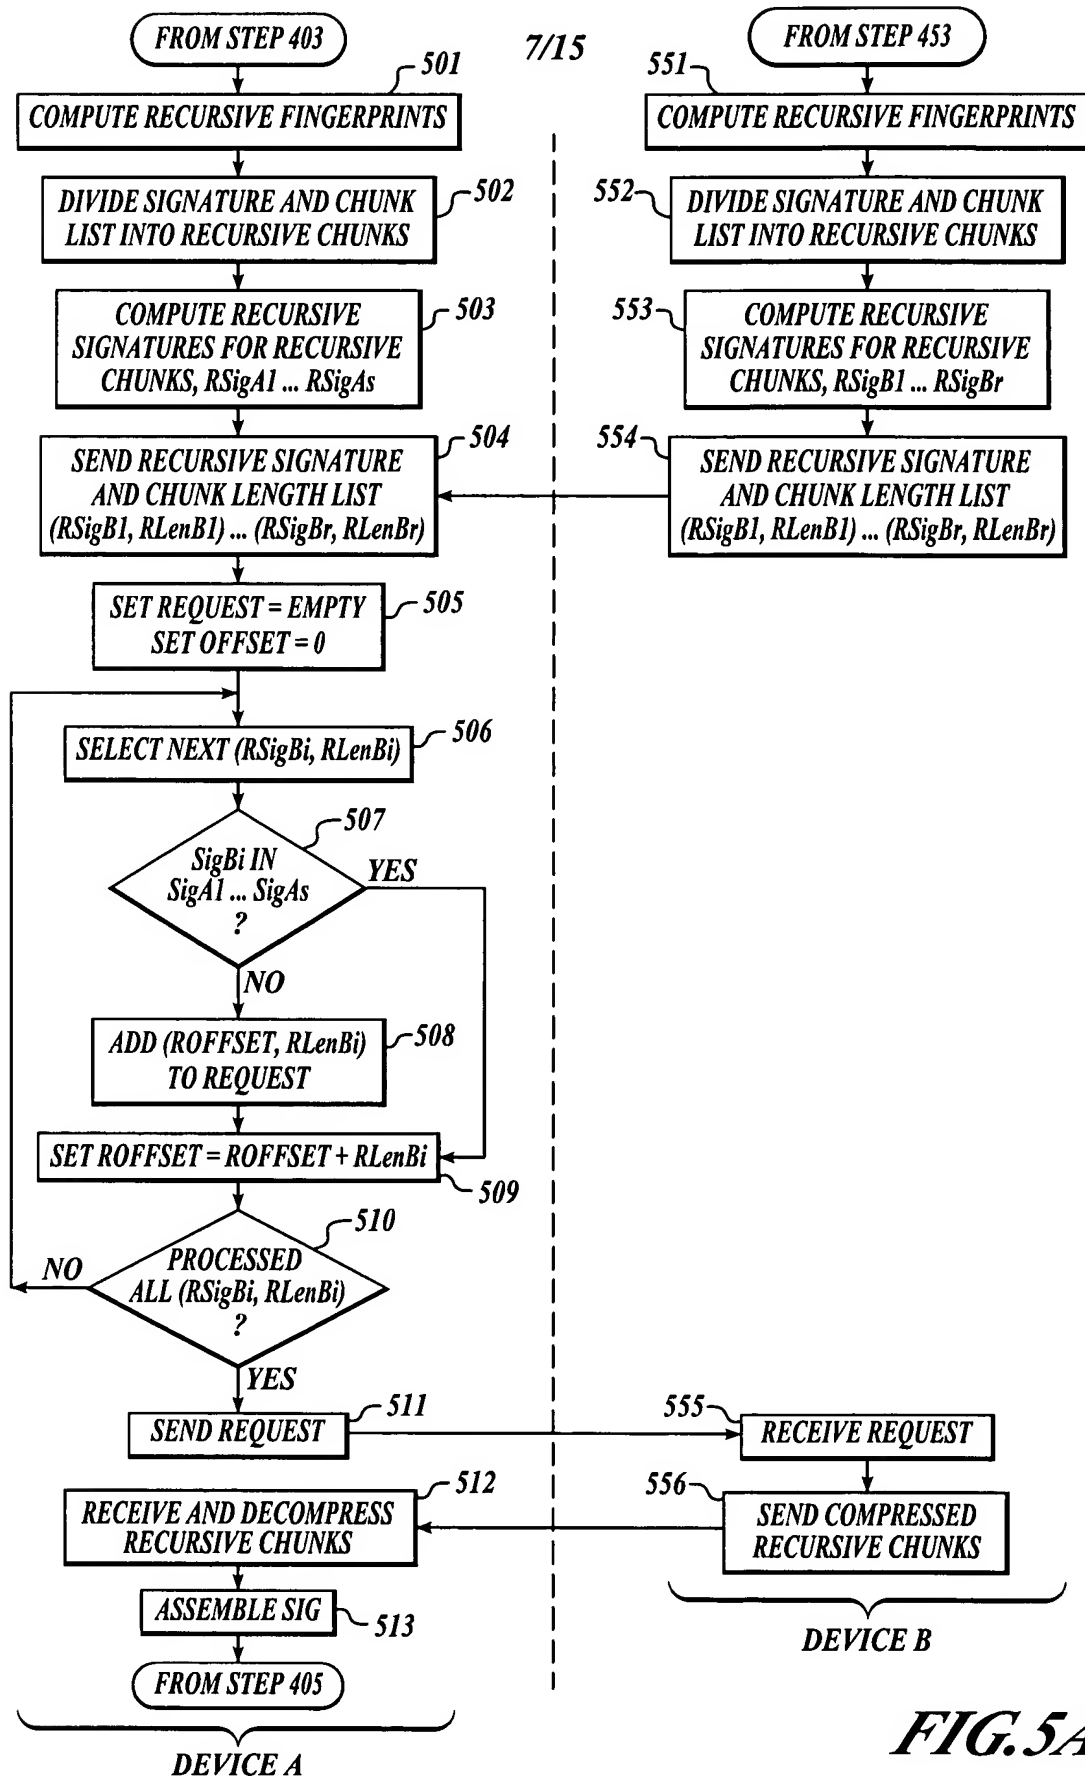 7/15
FROM STEP 403
501
COMPUTE RECURSIVE FINGERPRINTS
502
DIVIDE SIGNATURE AND CHUNK
LIST INTO RECURSIVE CHUNKS
503
COMPUTE RECURSIVE
SIGNATURES FOR RECURSIVE
CHUNKS, RSigA1 ... RSigAs
504
SEND RECURSIVE SIGNATURE
AND CHUNK LENGTH LIST
(RSigB1, RLenB1) ... (RSigBr, RLenBr)
505
SET REQUEST = EMPTY
SET OFFSET = 0
506
SELECT NEXT (RSigBi, RLenBi)
507
SigBi IN
SigA1 ... SigAs
?
YES
NO
508
ADD (ROFFSET, RLenBi)
TO REQUEST
SET ROFFSET = ROFFSET + RLenBi
509
510
PROCESSED
ALL (RSigBi, RLenBi)
?
NO
YES
511
SEND REQUEST
512
RECEIVE AND DECOMPRESS
RECURSIVE CHUNKS
ASSEMBLE SIG
513
FROM STEP 405
DEVICE A
FROM STEP 453
551
COMPUTE RECURSIVE FINGERPRINTS
552
DIVIDE SIGNATURE AND CHUNK
LIST INTO RECURSIVE CHUNKS
553
COMPUTE RECURSIVE
SIGNATURES FOR RECURSIVE
CHUNKS, RSigB1 ... RSigBr
554
SEND RECURSIVE SIGNATURE
AND CHUNK LENGTH LIST
(RSigB1, RLenB1) ... (RSigBr, RLenBr)
555
RECEIVE REQUEST
556
SEND COMPRESSED
RECURSIVE CHUNKS
DEVICE B
FIG.5A